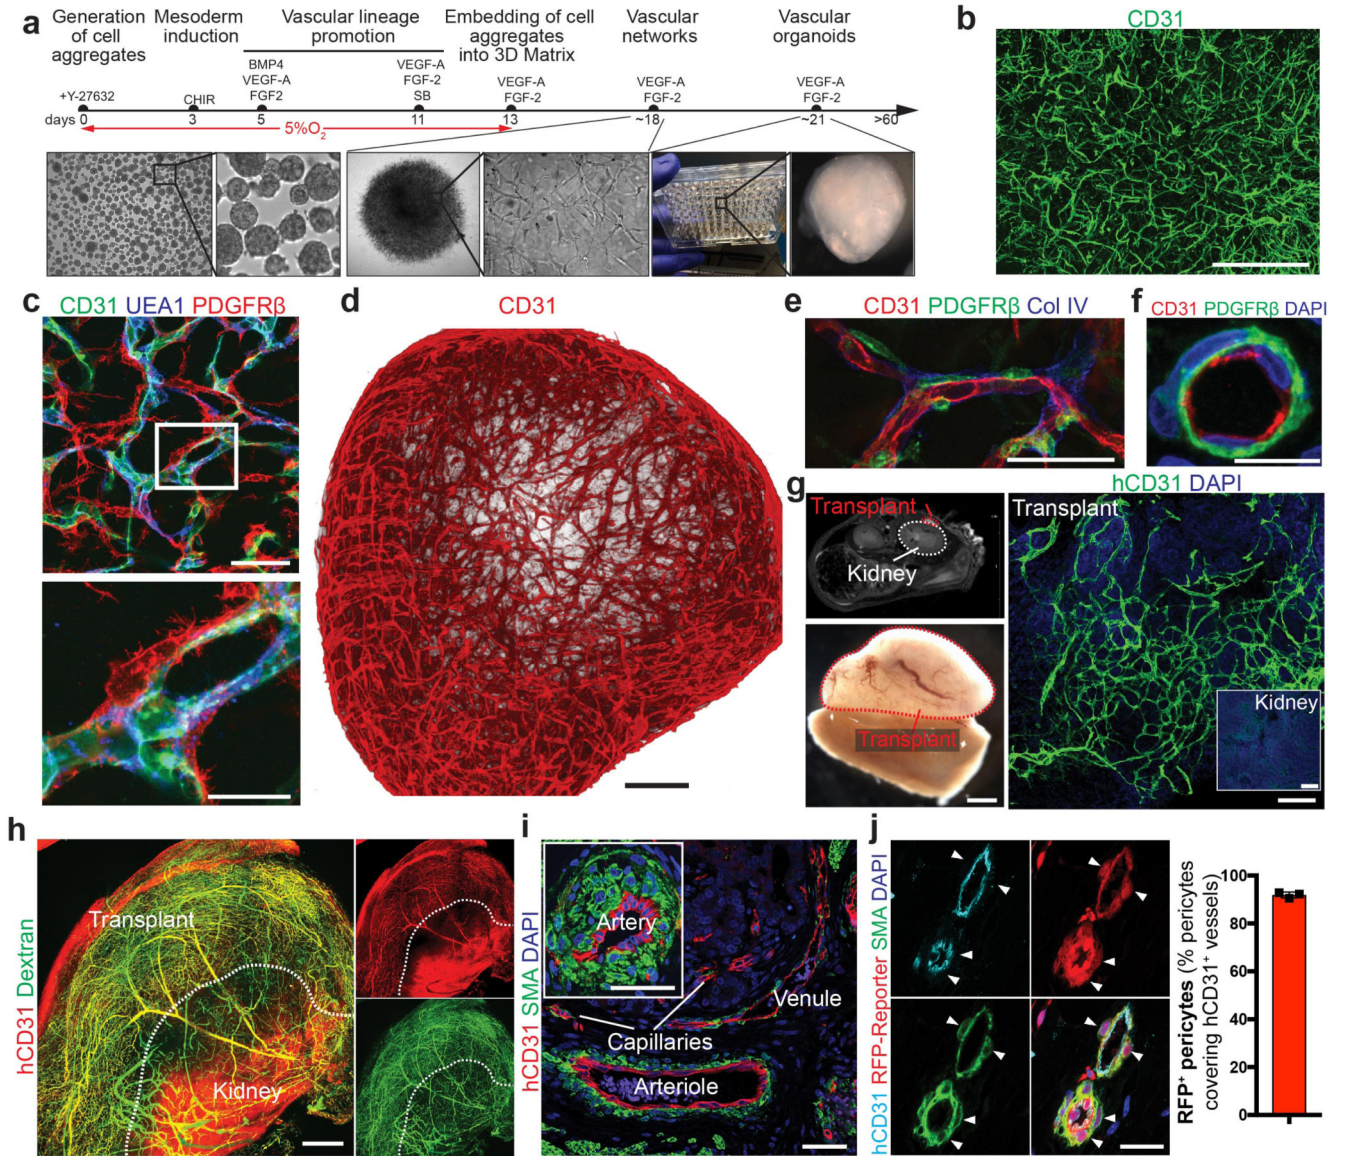 a
Generation
of cell
aggregates
Mesoderm
induction
Vascular lineage
promotion
Embedding of cell
aggregates
into 3D Matrix
Vascular
networks
Vascular
organoids
+Y-27632
CHIR
BMP4
VEGF-A
FGF2
VEGF-A
FGF-2
SB
VEGF-A
FGF-2
VEGF-A
FGF-2
VEGF-A
FGF-2
days 0 3 5 11 13 ~18 ~21 >60
5%O2
b
CD31
c
CD31 UEA1 PDGFRβ
d
CD31
e
CD31 PDGFRβ Col IV
f
CD31 PDGFRβ DAPI
g
Transplant
Kidney
Transplant
hCD31 DAPI
Transplant
Kidney
h
hCD31 Dextran
Transplant
Kidney
i
hCD31 SMA DAPI
Artery
Venule
Capillaries
Arteriole
j
hCD31 RFP-Reporter SMA DAPI
RFP+ pericytes (% pericytes
covering hCD31+ vessels)
100
80
60
40
20
0